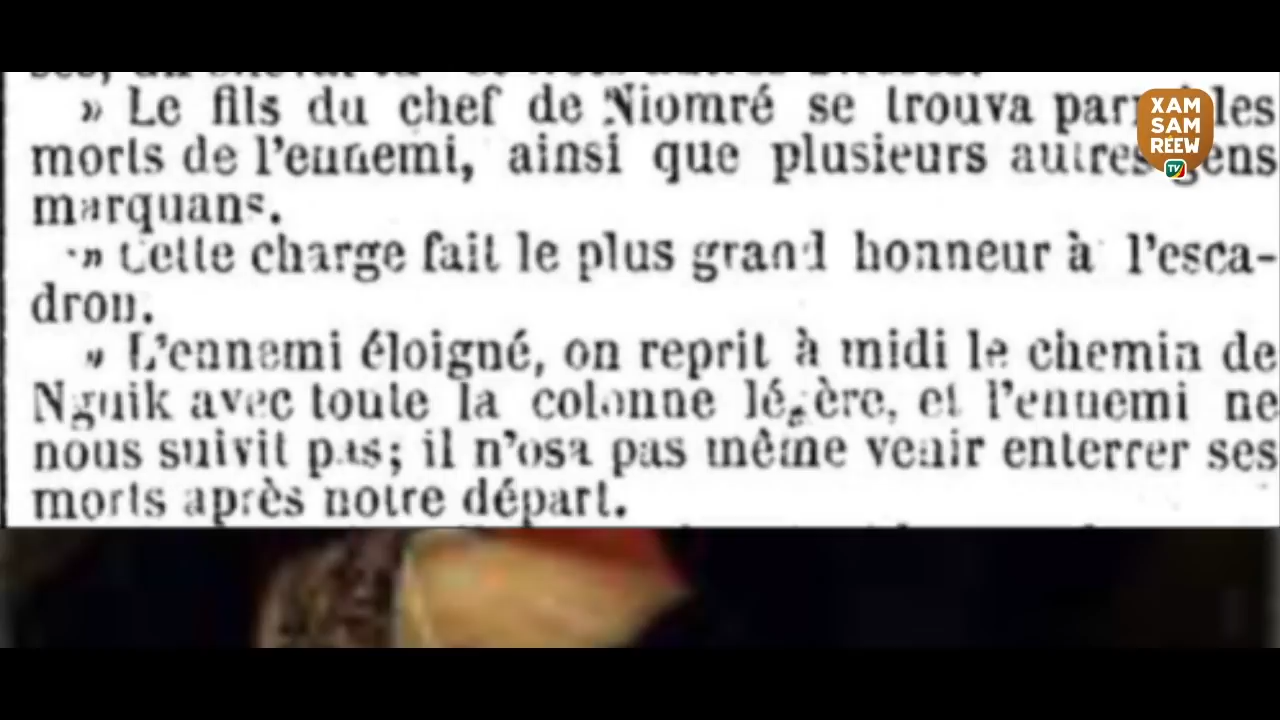 » Le fils du chef de Niomré se trouva parmi les
morts de l'ennemi, ainsi que plusieurs autres gens
marquans.
» Cette charge fait le plus grand honneur à l'esca-
dron.
» L'ennemi éloigné, on reprit à midi le chemin de
Nguik avec toute la colonne légère, et l'ennemi ne
nous suivit pas; il n'osa pas même venir enterrer ses
morts après notre départ.
XAM
SAM
REEW
TV